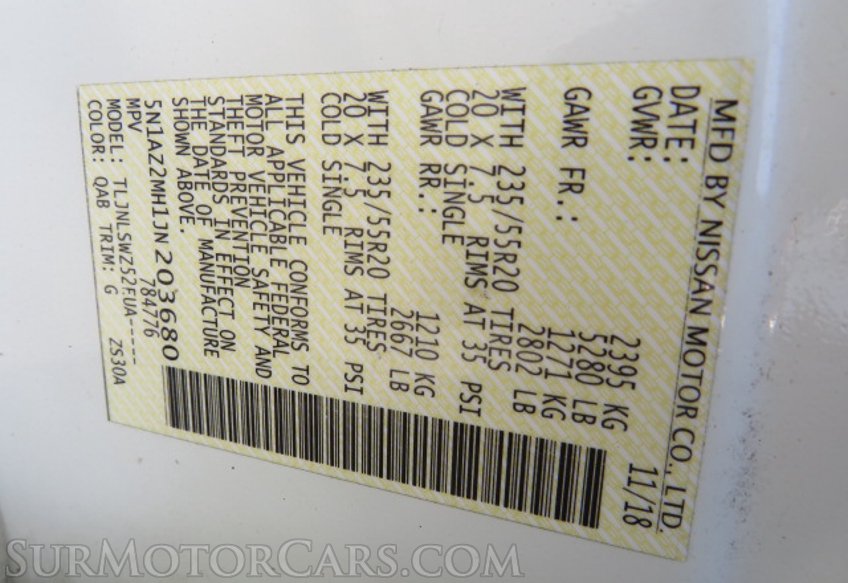 MFD BY NISSAN MOTOR CO., LTD.
DATE: 11/18
GVWR: 2395 KG
5280 LB
GAWR FR.: 1271 KG
2802 LB
WITH 235/55R20 TIRES
20 X 7.5 RIMS AT 35 PSI
COLD SINGLE
GAWR RR.: 1210 KG
2667 LB
WITH 235/55R20 TIRES
20 X 7.5 RIMS AT 35 PSI
COLD SINGLE
THIS VEHICLE CONFORMS TO
ALL APPLICABLE FEDERAL
MOTOR VEHICLE SAFETY AND
THEFT PREVENTION
STANDARDS IN EFFECT ON
THE DATE OF MANUFACTURE
SHOWN ABOVE.
5N1AZ2MH1JN203680
MPV 784776
MODEL: TLJNLSWZ52EUA-----
COLOR: QAB TRIM: G ZS30A
SURMOTORCARS.COM